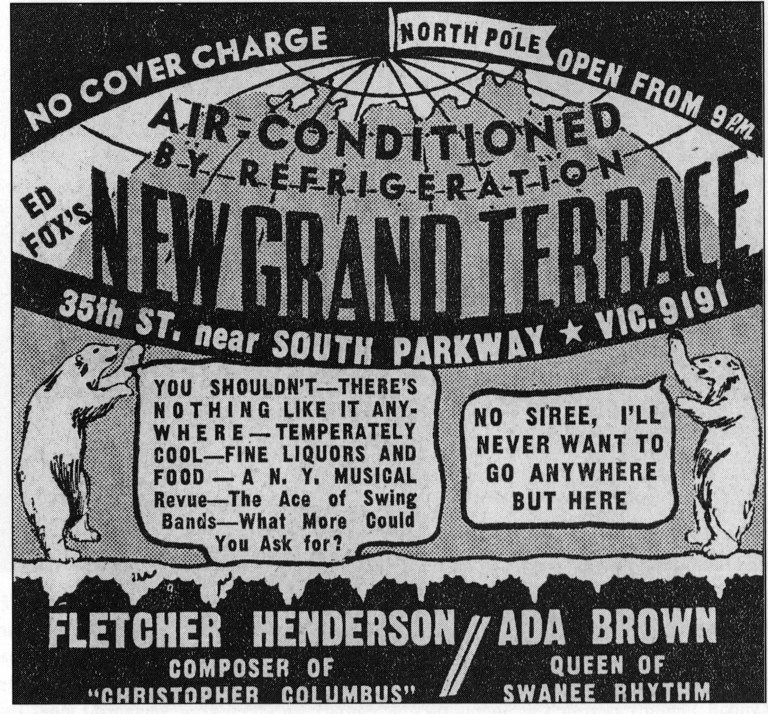 NO COVER CHARGE
NORTH POLE
OPEN FROM 9 P.M.
AIR-CONDITIONED
BY REFRIGERATION
ED
FOX'S
NEW GRAND TERRACE
35th ST. near SOUTH PARKWAY ★ VIC. 9191
YOU SHOULDN'T—THERE'S
NOTHING LIKE IT ANY-
WHERE—TEMPERATELY
COOL—FINE LIQUORS AND
FOOD—A N. Y. MUSICAL
Revue—The Ace of Swing
Bands—What More Could
You Ask for?
NO SIREE, I'LL
NEVER WANT TO
GO ANYWHERE
BUT HERE
FLETCHER HENDERSON // ADA BROWN
COMPOSER OF
"CHRISTOPHER COLUMBUS"
QUEEN OF
SWANEE RHYTHM